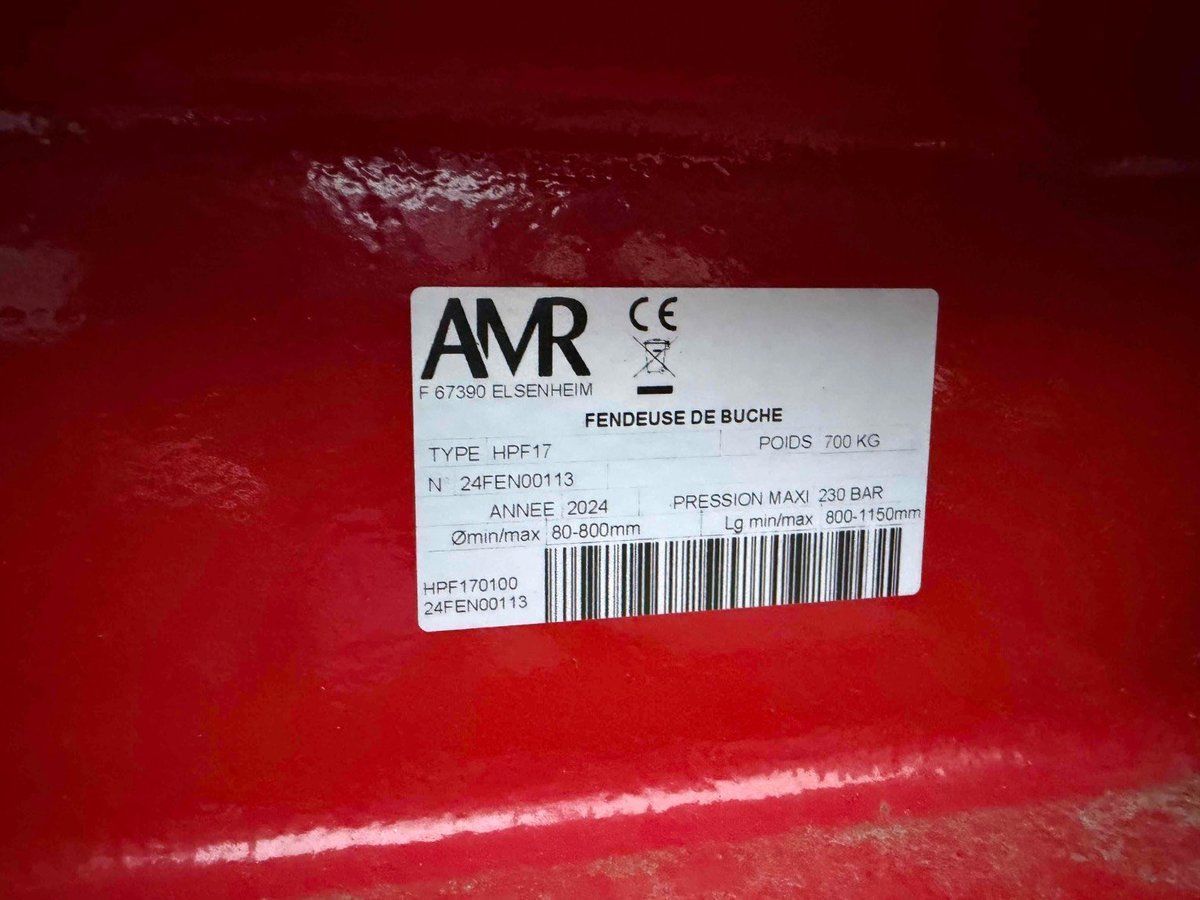 AMR
CE
F 67390 ELSENHEIM
FENDEUSE DE BUCHE
TYPE HPF17 POIDS 700 KG
N° 24FEN00113
ANNEE 2024 PRESSION MAXI 230 BAR
Ømin/max 80-800mm Lg min/max 800-1150mm
HPF170100
24FEN00113